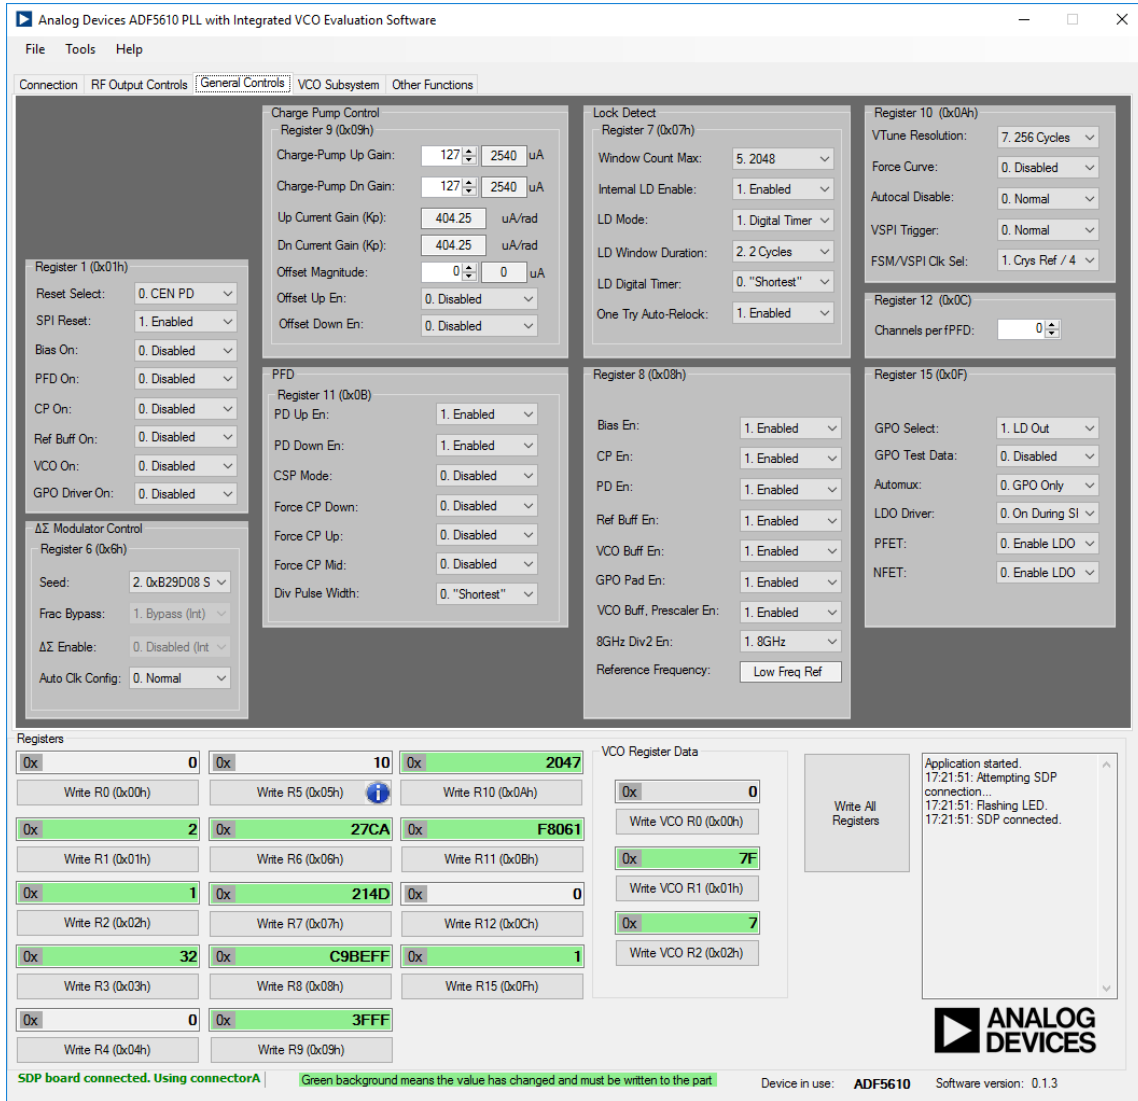 Analog Devices ADF5610 PLL with Integrated VCO Evaluation Software
File Tools Help
Connection RF Output Controls General Controls VCO Subsystem Other Functions
Register 1 (0x01h)
Reset Select: 0. CEN PD
SPI Reset: 1. Enabled
Bias On: 0. Disabled
PFD On: 0. Disabled
CP On: 0. Disabled
Ref Buff On: 0. Disabled
VCO On: 0. Disabled
GPO Driver On: 0. Disabled
ΔΣ Modulator Control
Register 6 (0x6h)
Seed: 2. 0xB29D08 S
Frac Bypass: 1. Bypass (Int)
ΔΣ Enable: 0. Disabled (Int
Auto Clk Config: 0. Normal
Charge Pump Control
Register 9 (0x09h)
Charge-Pump Up Gain: 127 2540 uA
Charge-Pump Dn Gain: 127 2540 uA
Up Current Gain (Kp): 404.25 uA/rad
Dn Current Gain (Kp): 404.25 uA/rad
Offset Magnitude: 0 0 uA
Offset Up En: 0. Disabled
Offset Down En: 0. Disabled
PFD
Register 11 (0x0B)
PD Up En: 1. Enabled
PD Down En: 1. Enabled
CSP Mode: 0. Disabled
Force CP Down: 0. Disabled
Force CP Up: 0. Disabled
Force CP Mid: 0. Disabled
Div Pulse Width: 0. "Shortest"
Lock Detect
Register 7 (0x07h)
Window Count Max: 5. 2048
Internal LD Enable: 1. Enabled
LD Mode: 1. Digital Timer
LD Window Duration: 2. 2 Cycles
LD Digital Timer: 0. "Shortest"
One Try Auto-Relock: 1. Enabled
Register 8 (0x08h)
Bias En: 1. Enabled
CP En: 1. Enabled
PD En: 1. Enabled
Ref Buff En: 1. Enabled
VCO Buff En: 1. Enabled
GPO Pad En: 1. Enabled
VCO Buff, Prescaler En: 1. Enabled
8GHz Div2 En: 1. 8GHz
Reference Frequency: Low Freq Ref
Register 10 (0x0Ah)
VTune Resolution: 7. 256 Cycles
Force Curve: 0. Disabled
Autocal Disable: 0. Normal
VSPI Trigger: 0. Normal
FSM/VSPI Clk Sel: 1. Crys Ref / 4
Register 12 (0x0C)
Channels per fPFD: 0
Register 15 (0x0F)
GPO Select: 1. LD Out
GPO Test Data: 0. Disabled
Automux: 0. GPO Only
LDO Driver: 0. On During SI
PFET: 0. Enable LDO
NFET: 0. Enable LDO
Registers
0x 0 0x 10 0x 2047
Write R0 (0x00h) Write R5 (0x05h) Write R10 (0x0Ah)
0x 2 0x 27CA 0x F8061
Write R1 (0x01h) Write R6 (0x06h) Write R11 (0x0Bh)
0x 1 0x 214D 0x 0
Write R2 (0x02h) Write R7 (0x07h) Write R12 (0x0Ch)
0x 32 0x C9BEFF 0x 1
Write R3 (0x03h) Write R8 (0x08h) Write R15 (0x0Fh)
0x 0 0x 3FFF
Write R4 (0x04h) Write R9 (0x09h)
VCO Register Data
0x 0
Write VCO R0 (0x00h)
0x 7F
Write VCO R1 (0x01h)
0x 7
Write VCO R2 (0x02h)
Write All
Registers
Application started.
17:21:51: Attempting SDP
connection...
17:21:51: Flashing LED.
17:21:51: SDP connected.
ANALOG
DEVICES
SDP board connected. Using connectorA Green background means the value has changed and must be written to the part Device in use: ADF5610 Software version: 0.1.3